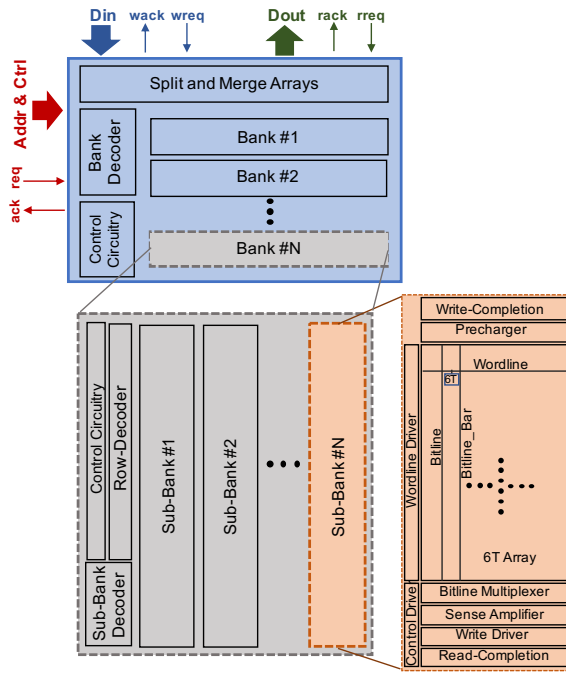 Din
wack wreq
Dout
rack rreq
Addr & Ctrl
ack req
Split and Merge Arrays
Bank
Decoder
Bank #1
Bank #2
Control
Circuitry
Bank #N
Control Circuitry
Row-Decoder
Sub-Bank
Decoder
Sub-Bank #1
Sub-Bank #2
Sub-Bank #N
Write-Completion
Precharger
Wordline Driver
Wordline
6T
Bitline
Bitline_Bar
6T Array
Control Driver
Bitline Multiplexer
Sense Amplifier
Write Driver
Read-Completion